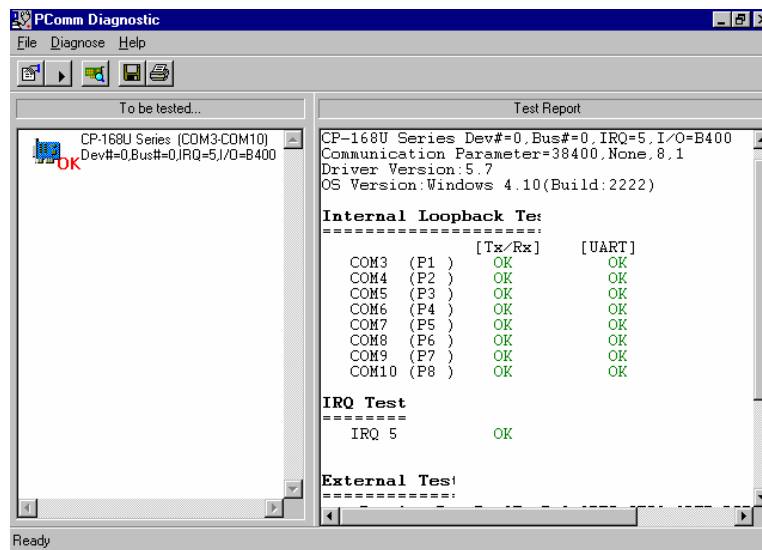 PComm Diagnostic
File Diagnose Help
To be tested...
CP-168U Series (COM3-COM10)
Dev#=0,Bus#=0,IRQ=5,I/O=B400
OK
Test Report
CP-168U Series Dev#=0,Bus#=0,IRQ=5,I/O=B400
Communication Parameter=38400,None,8,1
Driver Version:5.7
OS Version:Windows 4.10(Build:2222)
Internal Loopback Tes
======================
[Tx/Rx] [UART]
COM3 (P1 ) OK OK
COM4 (P2 ) OK OK
COM5 (P3 ) OK OK
COM6 (P4 ) OK OK
COM7 (P5 ) OK OK
COM8 (P6 ) OK OK
COM9 (P7 ) OK OK
COM10 (P8 ) OK OK
IRQ Test
========
IRQ 5 OK
External Test
=============
Ready